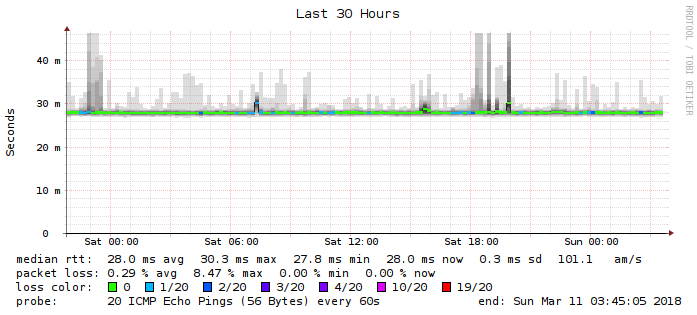 Last 30 Hours
RRDTOOL / TOBI OETIKER
Seconds
40 m
30 m
20 m
10 m
0
Sat 00:00 Sat 06:00 Sat 12:00 Sat 18:00 Sun 00:00
median rtt: 28.0 ms avg 30.3 ms max 27.8 ms min 28.0 ms now 0.3 ms sd 101.1 am/s
packet loss: 0.29 % avg 8.47 % max 0.00 % min 0.00 % now
loss color: 0 1/20 2/20 3/20 4/20 10/20 19/20
probe: 20 ICMP Echo Pings (56 Bytes) every 60s end: Sun Mar 11 03:45:05 2018